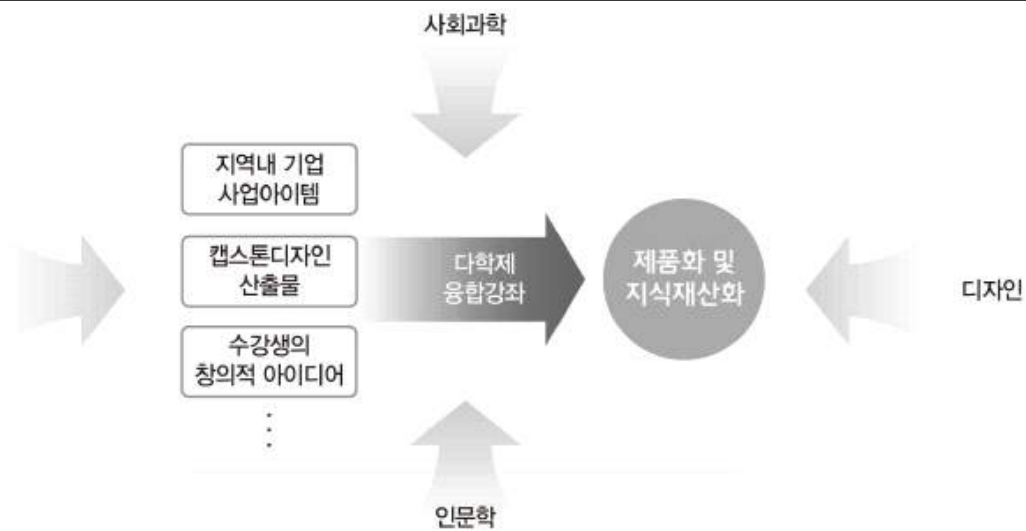 사회과학
지역내 기업
사업아이템
캡스톤디자인
산출물
수강생의
창의적 아이디어
다학제
융합강좌
제품화 및
지식재산화
디자인
인문학